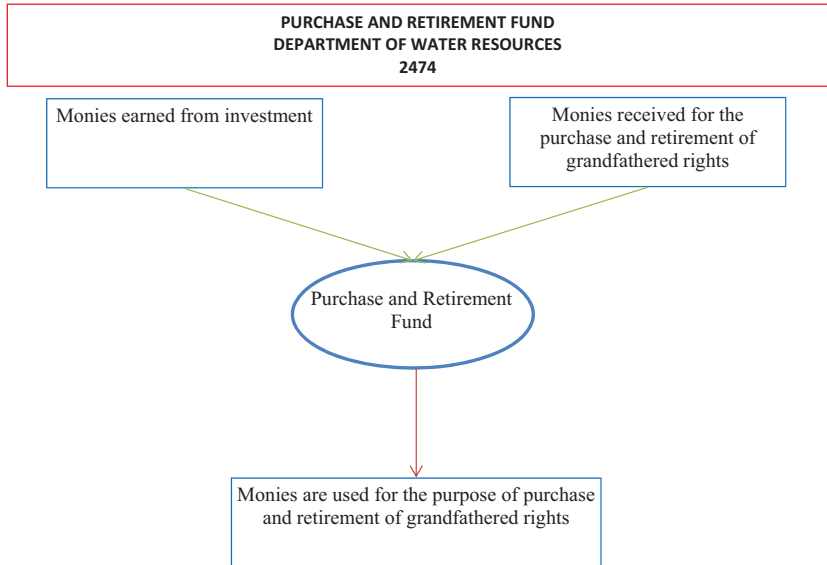 PURCHASE AND RETIREMENT FUND
DEPARTMENT OF WATER RESOURCES
2474
Monies earned from investment
Monies received for the
purchase and retirement of
grandfathered rights
Purchase and Retirement
Fund
Monies are used for the purpose of purchase
and retirement of grandfathered rights